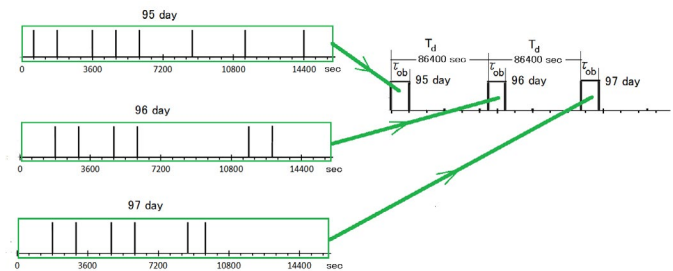 95 day
0 3600 7200 10800 14400 sec
96 day
0 3600 7200 10800 14400 sec
97 day
0 3600 7200 10800 14400 sec
T_d T_d
86400 sec 86400 sec
τ_ob τ_ob τ_ob
95 day 96 day 97 day